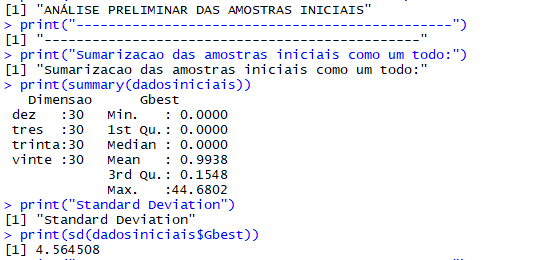 [1] "ANÁLISE PRELIMINAR DAS AMOSTRAS INICIAIS"
> print("-----------------------------------------------")
[1] "-----------------------------------------------"
> print("Sumarizacao das amostras iniciais como um todo:")
[1] "Sumarizacao das amostras iniciais como um todo:"
> print(summary(dadosiniciais))
   Dimensao      Gbest        
 dez   :30   Min.   : 0.0000  
 tres  :30   1st Qu.: 0.0000  
 trinta:30   Median : 0.0000  
 vinte :30   Mean   : 0.9938  
             3rd Qu.: 0.1548  
             Max.   :44.6802  
> print("Standard Deviation")
[1] "Standard Deviation"
> print(sd(dadosiniciais$Gbest))
[1] 4.564508